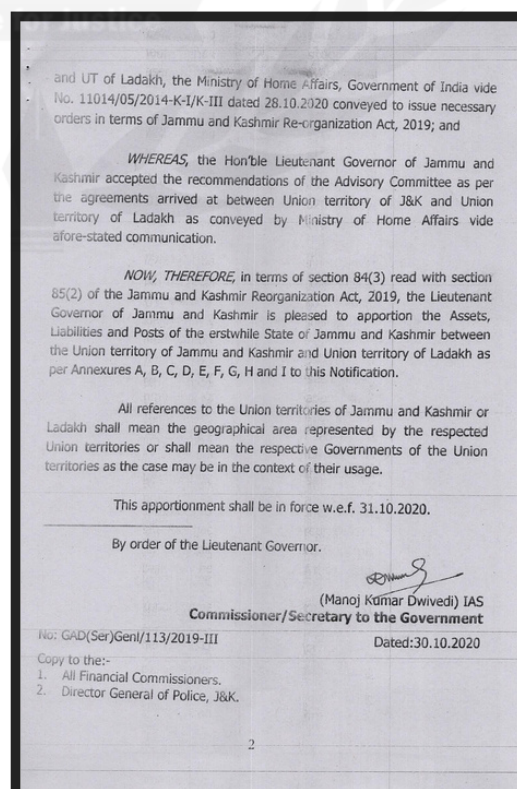 for Justice
and UT of Ladakh, the Ministry of Home Affairs, Government of India vide
No. 11014/05/2014-K-I/K-III dated 28.10.2020 conveyed to issue necessary
orders in terms of Jammu and Kashmir Re-organization Act, 2019; and
WHEREAS, the Hon'ble Lieutenant Governor of Jammu and
Kashmir accepted the recommendations of the Advisory Committee as per
the agreements arrived at between Union territory of J&K and Union
territory of Ladakh as conveyed by Ministry of Home Affairs vide
afore-stated communication.
NOW, THEREFORE, in terms of section 84(3) read with section
85(2) of the Jammu and Kashmir Reorganization Act, 2019, the Lieutenant
Governor of Jammu and Kashmir is pleased to apportion the Assets,
Liabilities and Posts of the erstwhile State of Jammu and Kashmir between
the Union territory of Jammu and Kashmir and Union territory of Ladakh as
per Annexures A, B, C, D, E, F, G, H and I to this Notification.
All references to the Union territories of Jammu and Kashmir or
Ladakh shall mean the geographical area represented by the respected
Union territories or shall mean the respective Governments of the Union
territories as the case may be in the context of their usage.
This apportionment shall be in force w.e.f. 31.10.2020.
By order of the Lieutenant Governor.
(Manoj Kumar Dwivedi) IAS
Commissioner/Secretary to the Government
No: GAD(Ser)Genl/113/2019-III Dated:30.10.2020
Copy to the:-
1. All Financial Commissioners.
2. Director General of Police, J&K.
2